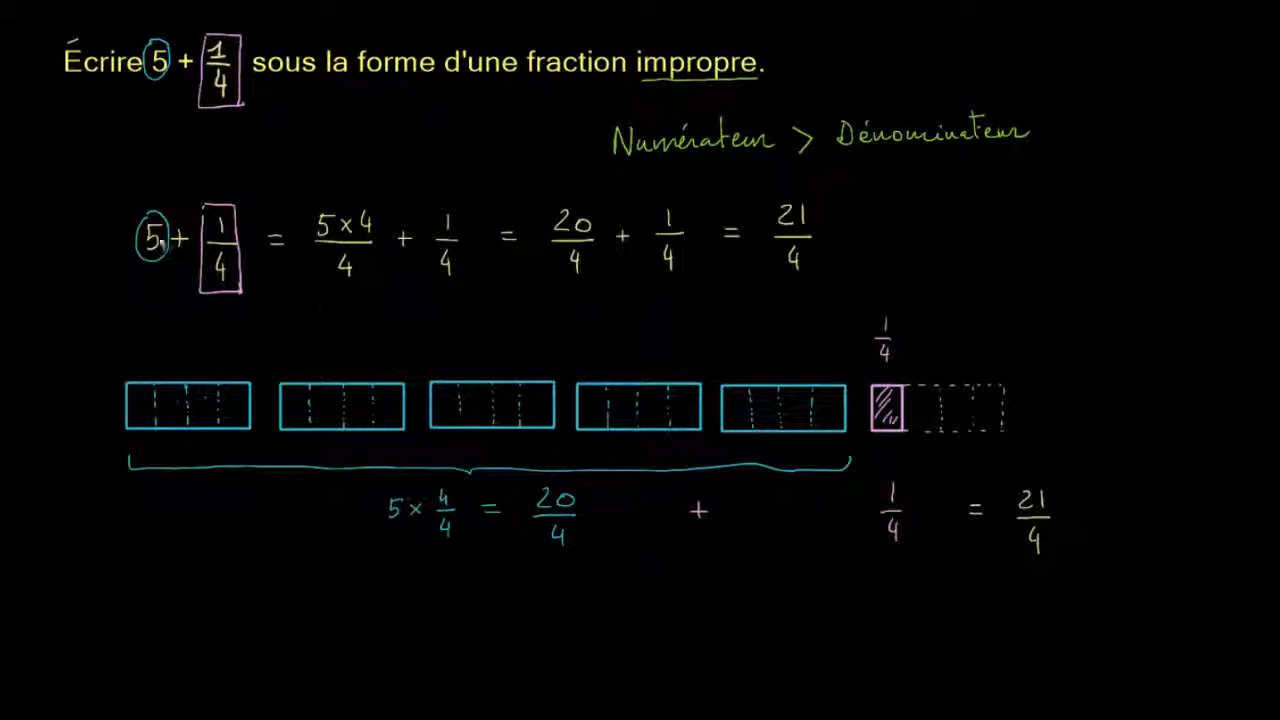 Écrire 5 + 1/4 sous la forme d'une fraction impropre.
Numérateur > Dénominateur
5 + 1/4 = 5 × 4/4 + 1/4 = 20/4 + 1/4 = 21/4
1/4
5 × 4/4 = 20/4 + 1/4 = 21/4